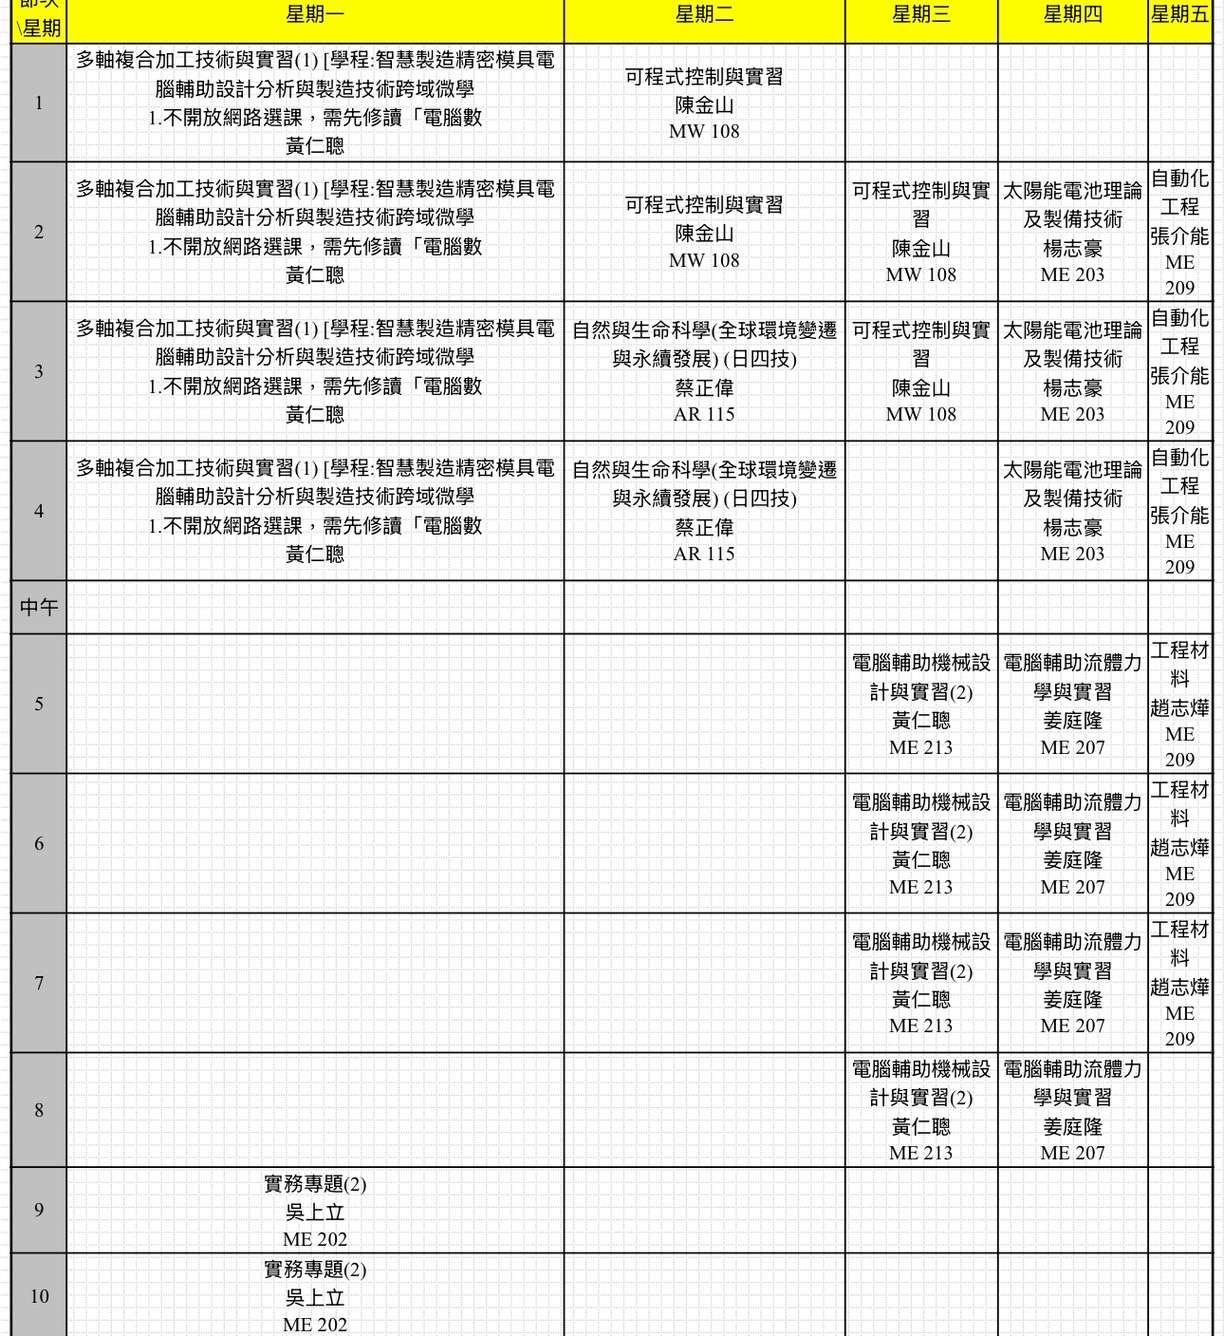 \星期
星期一
星期二
星期三
星期四
星期五
1
多軸複合加工技術與實習(1) [學程:智慧製造精密模具電
腦輔助設計分析與製造技術跨域微學
1.不開放網路選課，需先修讀「電腦數
黃仁聰
可程式控制與實習
陳金山
MW 108
2
多軸複合加工技術與實習(1) [學程:智慧製造精密模具電
腦輔助設計分析與製造技術跨域微學
1.不開放網路選課，需先修讀「電腦數
黃仁聰
可程式控制與實習
陳金山
MW 108
可程式控制與實
習
陳金山
MW 108
太陽能電池理論
及製備技術
楊志豪
ME 203
自動化
工程
張介能
ME
209
3
多軸複合加工技術與實習(1) [學程:智慧製造精密模具電
腦輔助設計分析與製造技術跨域微學
1.不開放網路選課，需先修讀「電腦數
黃仁聰
自然與生命科學(全球環境變遷
與永續發展) (日四技)
蔡正偉
AR 115
可程式控制與實
習
陳金山
MW 108
太陽能電池理論
及製備技術
楊志豪
ME 203
自動化
工程
張介能
ME
209
4
多軸複合加工技術與實習(1) [學程:智慧製造精密模具電
腦輔助設計分析與製造技術跨域微學
1.不開放網路選課，需先修讀「電腦數
黃仁聰
自然與生命科學(全球環境變遷
與永續發展) (日四技)
蔡正偉
AR 115
太陽能電池理論
及製備技術
楊志豪
ME 203
自動化
工程
張介能
ME
209
中午
5
電腦輔助機械設
計與實習(2)
黃仁聰
ME 213
電腦輔助流體力
學與實習
姜庭隆
ME 207
工程材
料
趙志燁
ME
209
6
電腦輔助機械設
計與實習(2)
黃仁聰
ME 213
電腦輔助流體力
學與實習
姜庭隆
ME 207
工程材
料
趙志燁
ME
209
7
電腦輔助機械設
計與實習(2)
黃仁聰
ME 213
電腦輔助流體力
學與實習
姜庭隆
ME 207
工程材
料
趙志燁
ME
209
8
電腦輔助機械設
計與實習(2)
黃仁聰
ME 213
電腦輔助流體力
學與實習
姜庭隆
ME 207
9
實務專題(2)
吳上立
ME 202
10
實務專題(2)
吳上立
ME 202